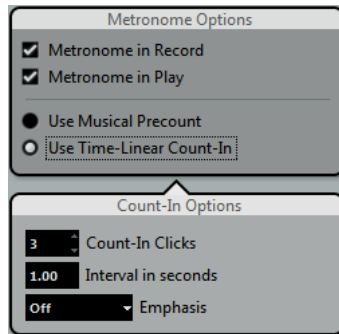 Metronome Options
Metronome in Record
Metronome in Play
Use Musical Precount
Use Time-Linear Count-In
Count-In Options
3 Count-In Clicks
1.00 Interval in seconds
Off Emphasis